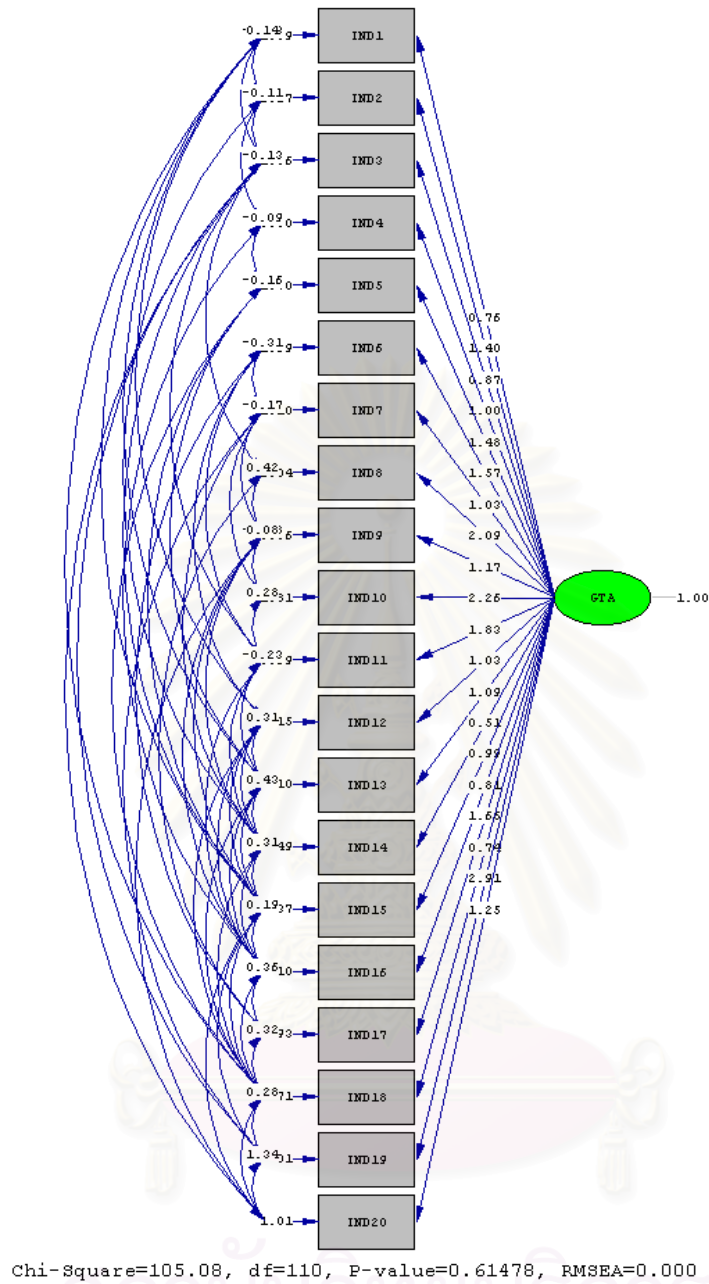 -0.14 IND1
-0.11 IND2
-0.13 IND3
-0.09 IND4
IND5
-0.31 IND6
-0.17 IND7
0.42 IND8
-0.08 IND9
0.28 IND10
-0.23 IND11
0.31 IND12
0.43 IND13
0.31 IND14
0.19 IND15
0.36 IND16
0.32 IND17
0.28 IND18
1.34 IND19
1.01 IND20
0.76
1.40
0.87
1.00
1.48
1.57
1.03
2.09
1.17
2.26
1.83
1.03
1.09
0.51
0.99
0.81
0.74
2.91
1.25
GTA 1.00
Chi-Square=105.08, df=110, P-value=0.61478, RMSEA=0.000